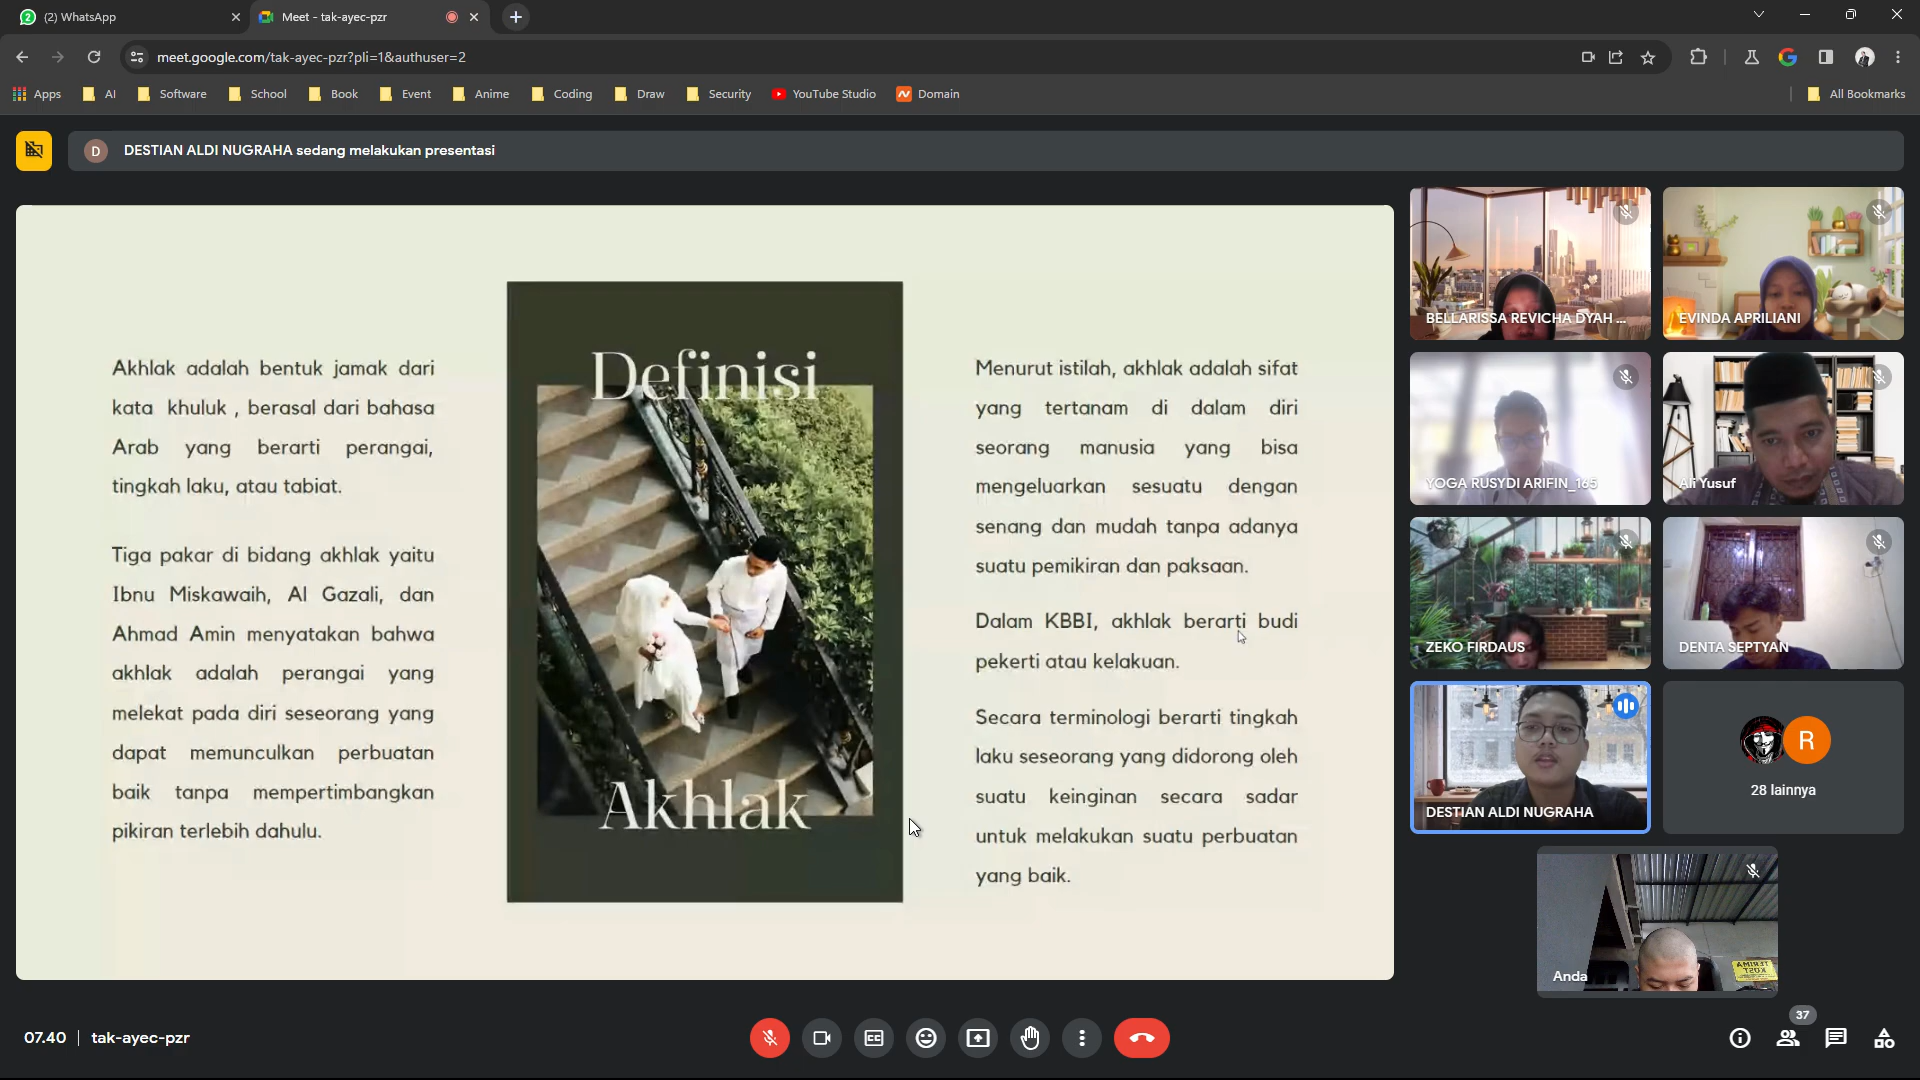 (2) WhatsApp
Meet - tak-ayec-pzr
meet.google.com/tak-ayec-pzr?pli=1&authuser=2
Apps
AI
Software
School
Book
Event
Anime
Coding
Draw
Security
YouTube Studio
Domain
All Bookmarks
D
DESTIAN ALDI NUGRAHA sedang melakukan presentasi
Akhlak adalah bentuk jamak dari
kata khuluk , berasal dari bahasa
Arab yang berarti perangai,
tingkah laku, atau tabiat.
Tiga pakar di bidang akhlak yaitu
Ibnu Miskawaih, Al Gazali, dan
Ahmad Amin menyatakan bahwa
akhlak adalah perangai yang
melekat pada diri seseorang yang
dapat memunculkan perbuatan
baik tanpa mempertimbangkan
pikiran terlebih dahulu.
Definisi
Akhlak
Menurut istilah, akhlak adalah sifat
yang tertanam di dalam diri
seorang manusia yang bisa
mengeluarkan sesuatu dengan
senang dan mudah tanpa adanya
suatu pemikiran dan paksaan.
Dalam KBBI, akhlak berarti budi
pekerti atau kelakuan.
Secara terminologi berarti tingkah
laku seseorang yang didorong oleh
suatu keinginan secara sadar
untuk melakukan suatu perbuatan
yang baik.
BELLARISSA REVICHA DYAH ...
EVINDA APRILIANI
YOGA RUSYDI ARIFIN_165
Ali Yusuf
ZEKO FIRDAUS
DENTA SEPTYAN
DESTIAN ALDI NUGRAHA
R
28 lainnya
Anda
TERIMA
KOST
07.40
tak-ayec-pzr
37